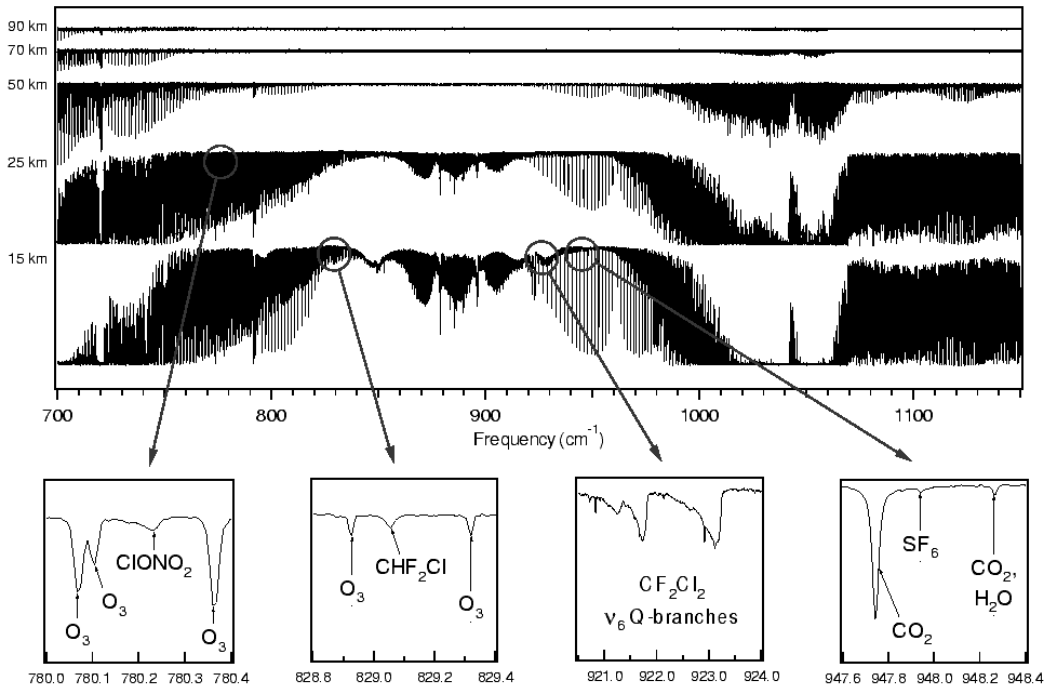 90 km
70 km
50 km
25 km
15 km
700 800 900 1000 1100
Frequency (cm⁻¹)
ClONO₂
O₃
O₃
O₃
780.0 780.1 780.2 780.3 780.4
CHF₂Cl
O₃
O₃
828.8 829.0 829.2 829.4
CF₂Cl₂
ν₆ Q-branches
921.0 922.0 923.0 924.0
SF₆
CO₂,
H₂O
CO₂
947.6 947.8 948.0 948.2 948.4